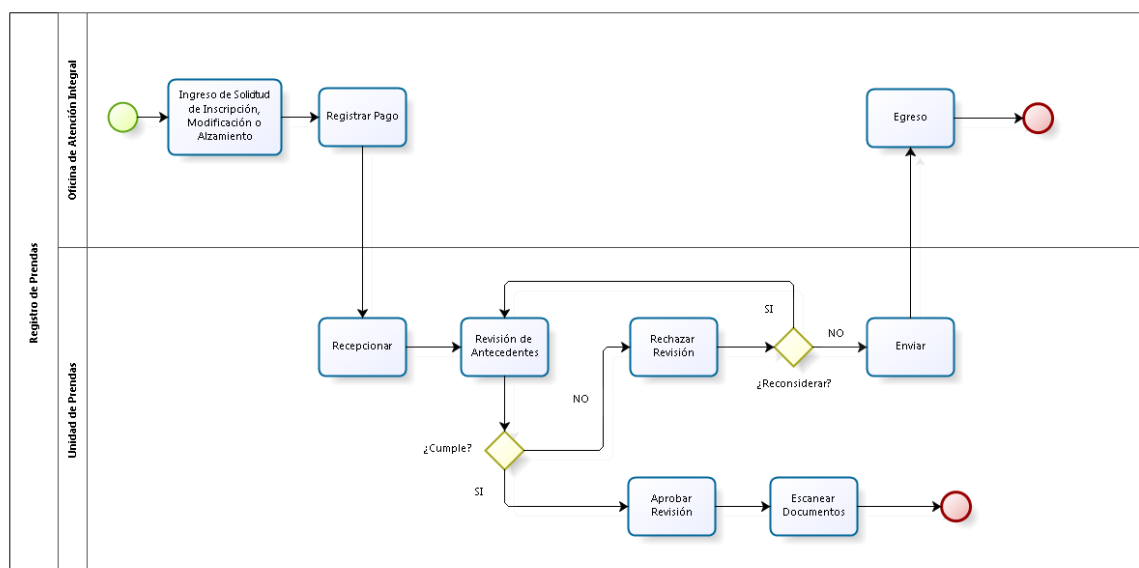 Registro de Prendas
Oficina de Atención Integral
Ingreso de Solicitud
de Inscripción,
Modificación o
Alzamiento
Registrar Pago
Egreso
Unidad de Prendas
Recepcionar
Revisión de
Antecedentes
Rechazar
Revisión
SI
NO
¿Reconsiderar?
Enviar
¿Cumple?
NO
SI
Aprobar
Revisión
Escanear
Documentos